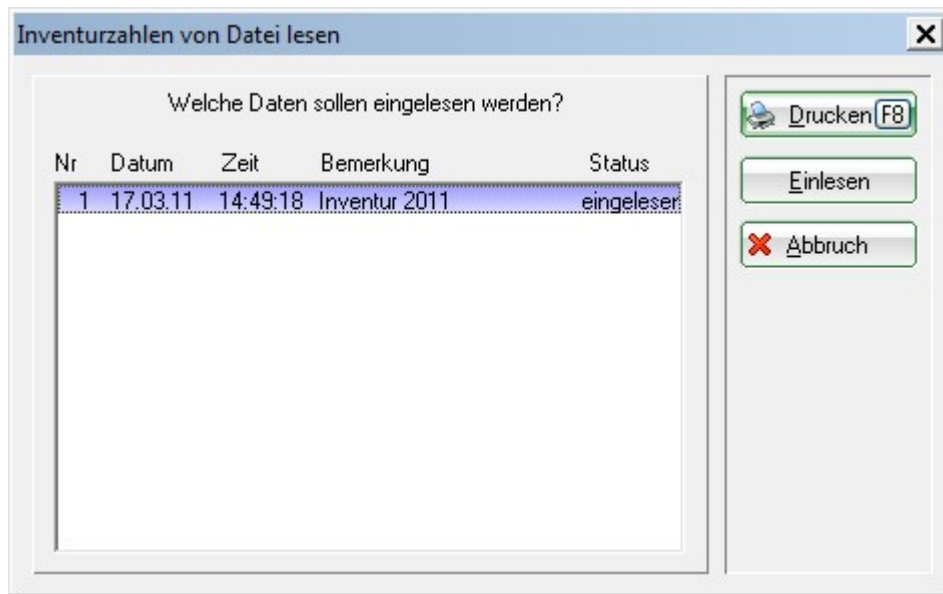 Inventurzahlen von Datei lesen
Welche Daten sollen eingelesen werden?
Nr Datum Zeit Bemerkung Status
1 17.03.11 14:49:18 Inventur 2011 eingelesen
Drucken F8
Einlesen
Abbruch